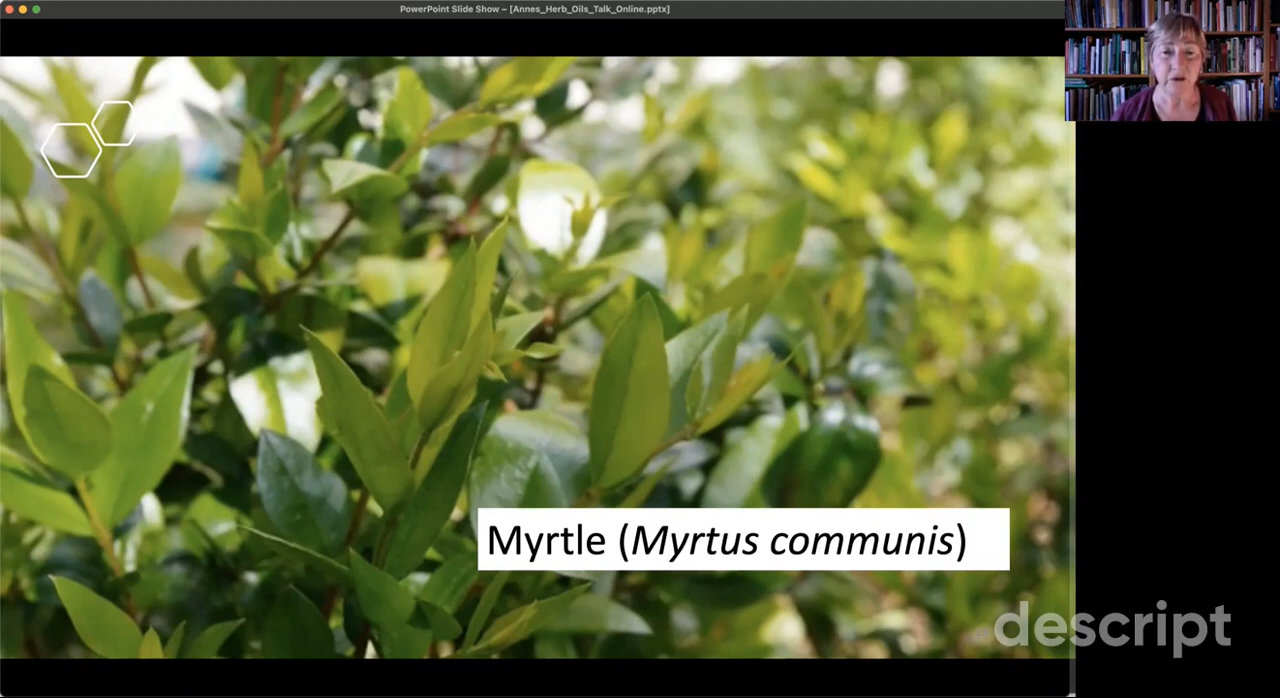 PowerPoint Slide Show – [Annes_Herb_Oils_Talk_Online.pptx]
Myrtle (Myrtus communis)
descript